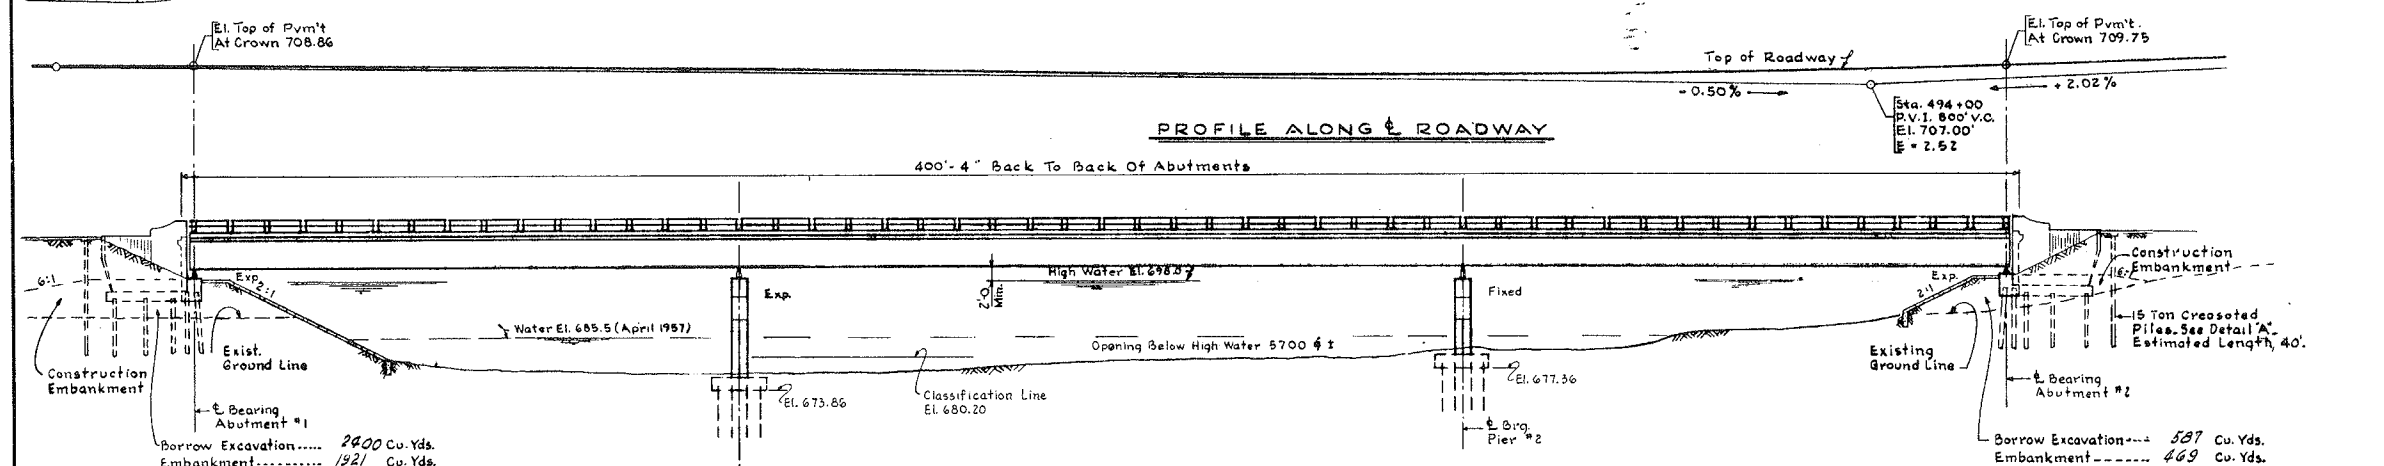 El. Top of Pvm't
At Crown 708.86
El. Top of Pvm't.
At Crown 709.75
Top of Roadway
- 0.50%
+ 2.02%
Sta. 494+00
P.V.I. 800' V.C.
El. 707.00'
E = 2.52
PROFILE ALONG ℄ ROADWAY
400'- 4" Back To Back Of Abutments
6:1
Exp.
2:1
High Water El. 698.0
2'-0"
Min.
Exp.
Fixed
Exp.
2:1
6:1
Construction
Embankment
Water El. 685.5 (April 1957)
Opening Below High Water 5700
15 Ton Creosoted
Piles. See Detail "A"
Estimated Length, 40'.
Exist.
Ground Line
Existing
Ground Line
Construction
Embankment
Classification Line
El. 680.20
El. 673.86
El. 677.36
℄ Bearing
Abutment #1
℄ Brg.
Pier #2
℄ Bearing
Abutment #2
Borrow Excavation..... 2400 Cu. Yds.
Embankment......... 1921 Cu. Yds.
Borrow Excavation--- 587 Cu. Yds.
Embankment------ 469 Cu. Yds.